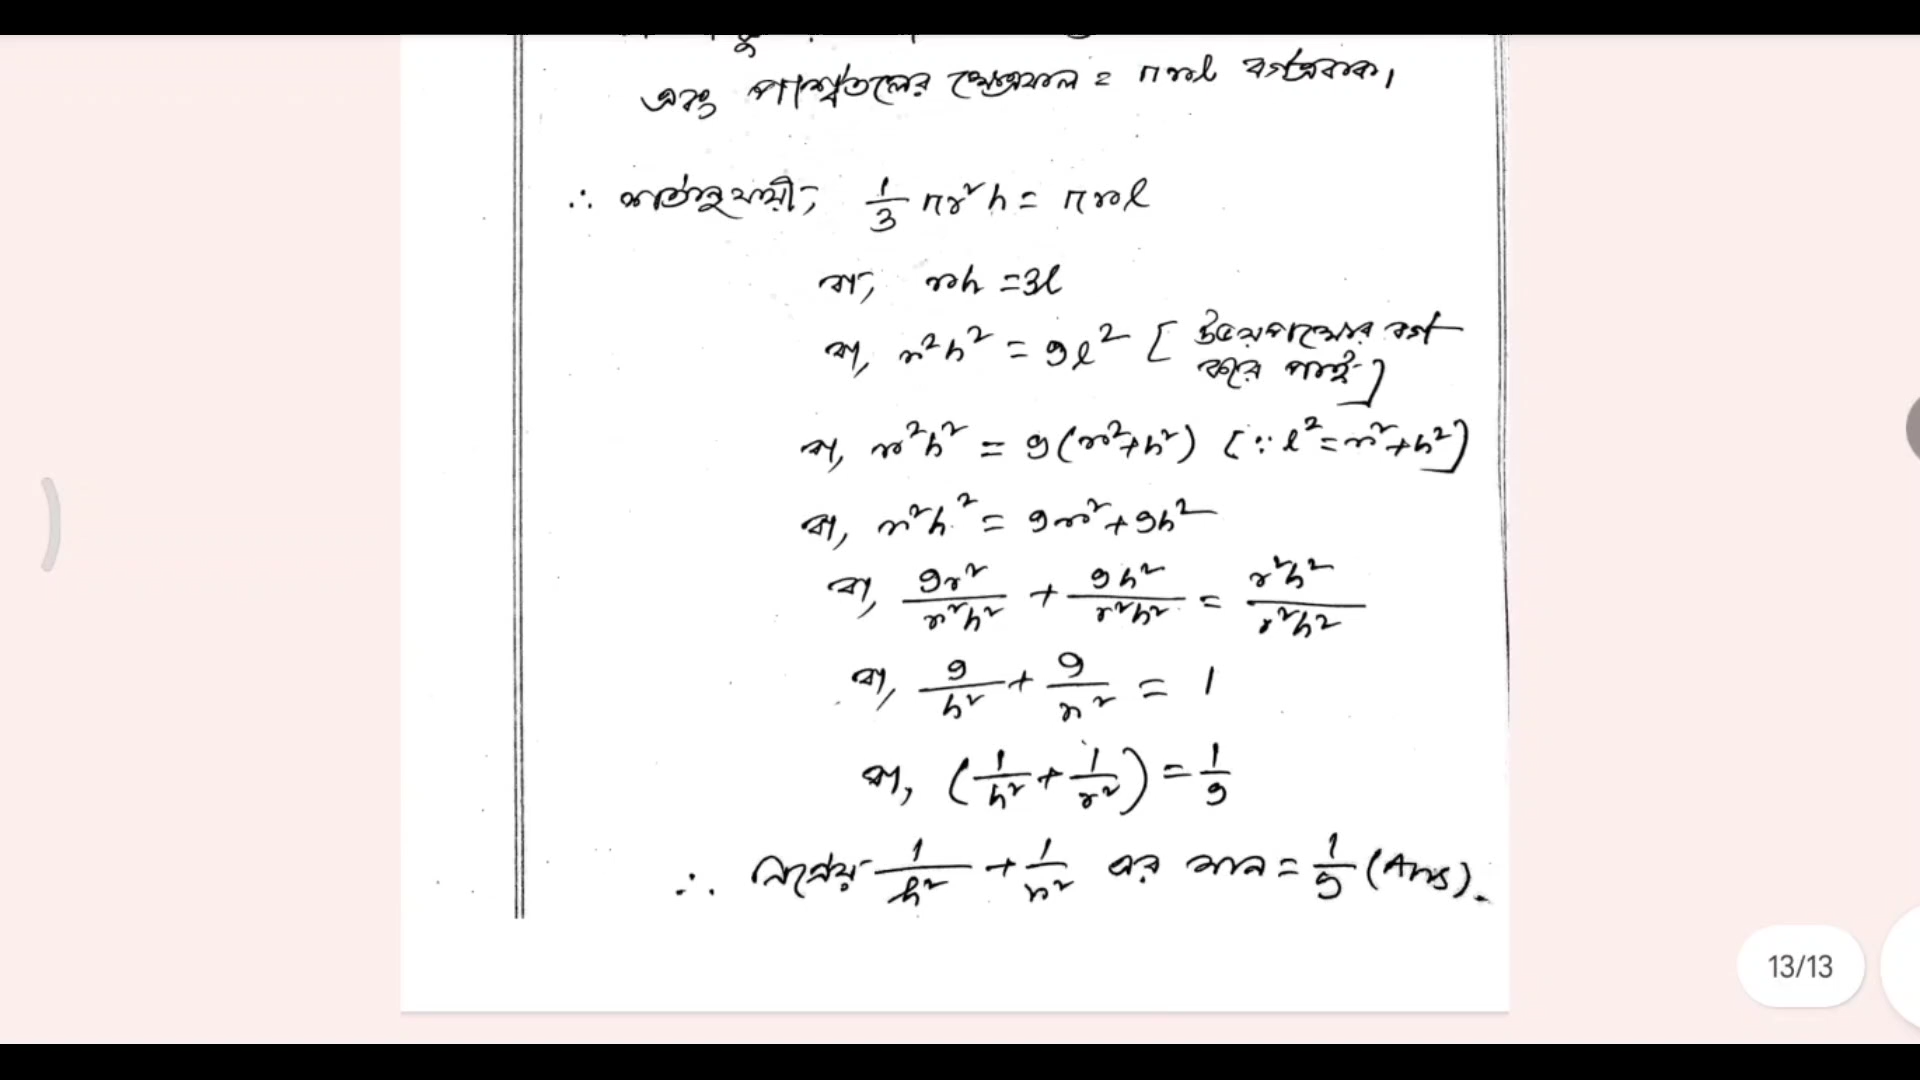 এবং পার্শ্বতলের ক্ষেত্রফল = πrl বর্গএকক।
∴ শর্তানুযায়ী, 1/3 πr²h = πrl
বা, rh = 3l
বা, r²h² = 9l² [উভয়পক্ষের বর্গ করে পাই]
বা, r²h² = 9(r²+h²) [∵ l² = r²+h²]
বা, r²h² = 9r²+9h²
বা, 9r²/r²h² + 9h²/r²h² = r²h²/r²h²
বা, 9/h² + 9/r² = 1
বা, (1/h² + 1/r²) = 1/9
∴ নির্ণেয় 1/h² + 1/r² এর মান = 1/9 (Ans).
13/13